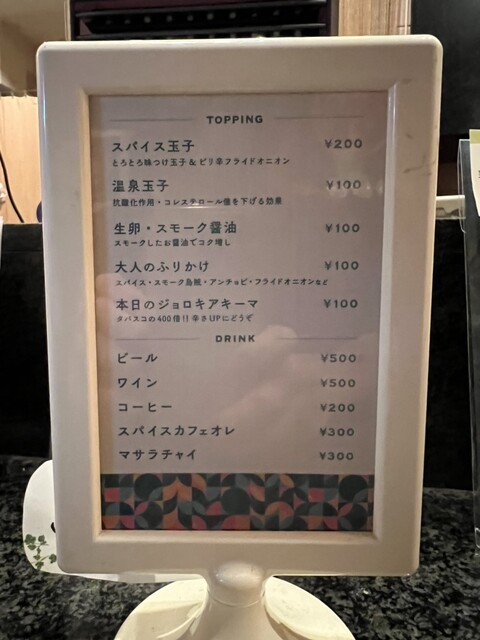 TOPPING
スパイス玉子 ¥200
とろとろ味つけ玉子 & ピリ辛フライドオニオン
温泉玉子 ¥100
抗酸化作用・コレステロール値を下げる効果
生卵・スモーク醤油 ¥100
スモークしたお醤油でコク増し
大人のふりかけ ¥100
スパイス・スモーク鳥節・アンチョビ・フライドオニオンなど
本日のジョロキアキーマ ¥100
タバスコの400倍!! 辛さUPにどうぞ
DRINK
ビール ¥500
ワイン ¥500
コーヒー ¥200
スパイスカフェオレ ¥300
マサラチャイ ¥300